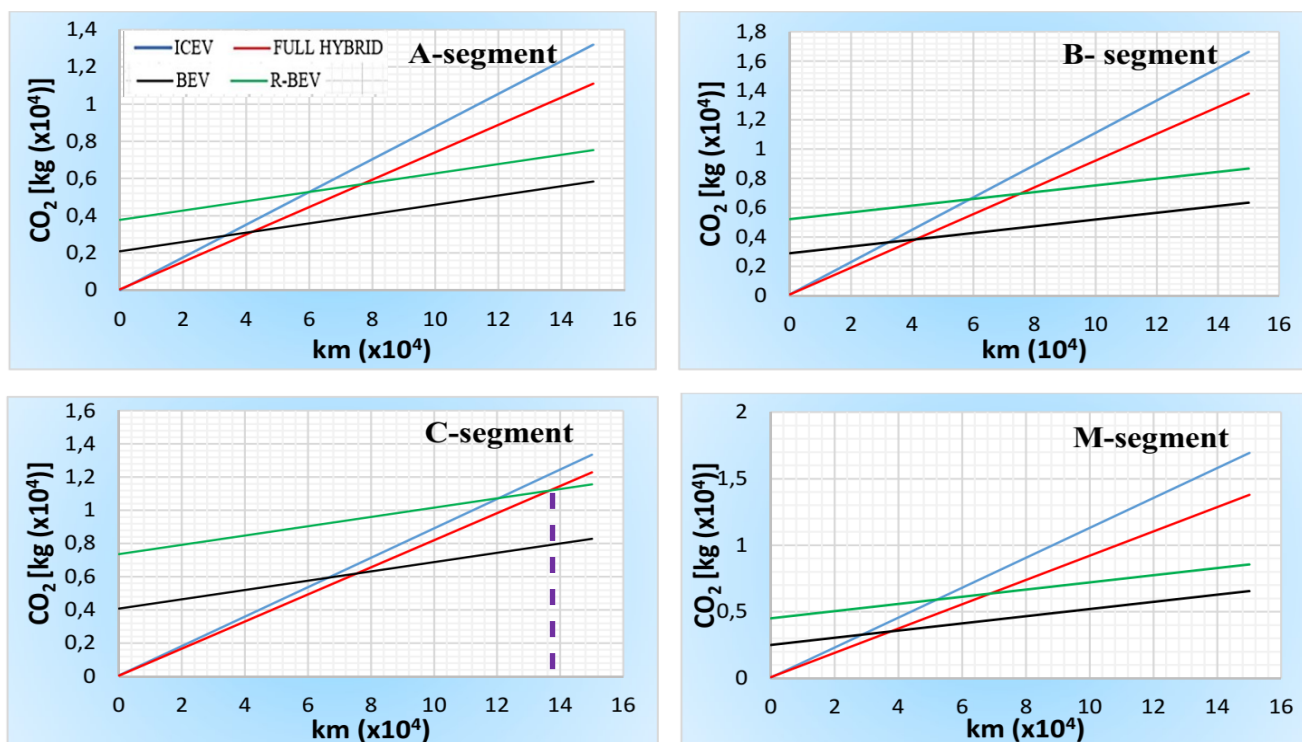 A-segment
ICEV FULL HYBRID
BEV R-BEV
CO2 [kg (x10⁴)]
1,4
1,2
1
0,8
0,6
0,4
0,2
0
0 2 4 6 8 10 12 14 16
km (x10⁴)
B- segment
CO2 [kg (x10⁴)]
1,8
1,6
1,4
1,2
1
0,8
0,6
0,4
0,2
0
0 2 4 6 8 10 12 14 16
km (10⁴)
C-segment
CO2 [kg (x10⁴)]
1,6
1,4
1,2
1
0,8
0,6
0,4
0,2
0
0 2 4 6 8 10 12 14 16
km (x10⁴)
M-segment
CO2 [kg (x10⁴)]
2
1,5
1
0,5
0
0 2 4 6 8 10 12 14 16
km (x10⁴)